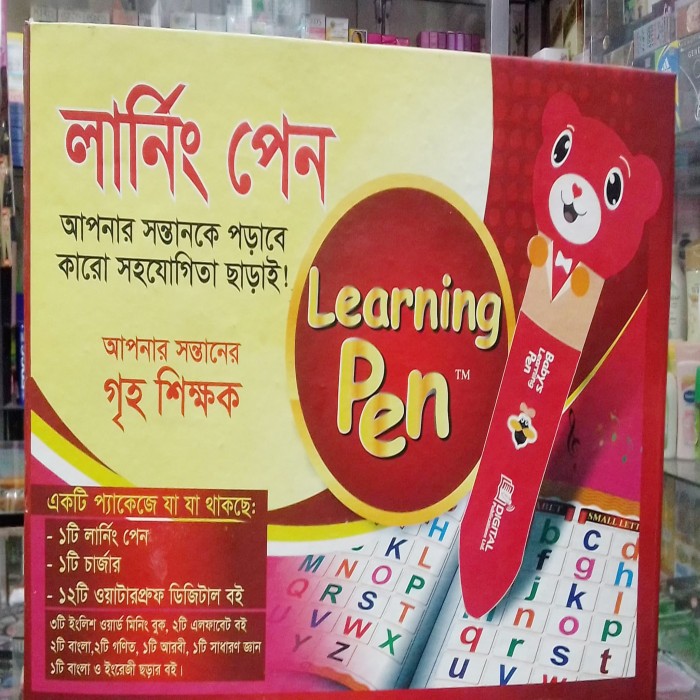 লার্নিং পেন
আপনার সন্তানকে পড়াবে
কারো সহযোগিতা ছাড়াই!
আপনার সন্তানের
গৃহ শিক্ষক
Learning
Pen™
Baby's
Learning
Pen
DIGITAL
একটি প্যাকেজে যা যা থাকছে:
- ১টি লার্নিং পেন
- ১টি চার্জার
- ১২টি ওয়াটারপ্রুফ ডিজিটাল বই
৩টি ইংলিশ ওয়ার্ড মিনিং বুক, ২টি এলফাবেট বই
২টি বাংলা,২টি গণিত, ১টি আরবী, ১টি সাধারণ জ্ঞান
১টি বাংলা ও ইংরেজী ছড়ার বই।
H
K L
M N O P
Q R S T
U V W X
Y Z
SMALL LETT
b c d
f g h
j k l
n o p
q r s t
u v w